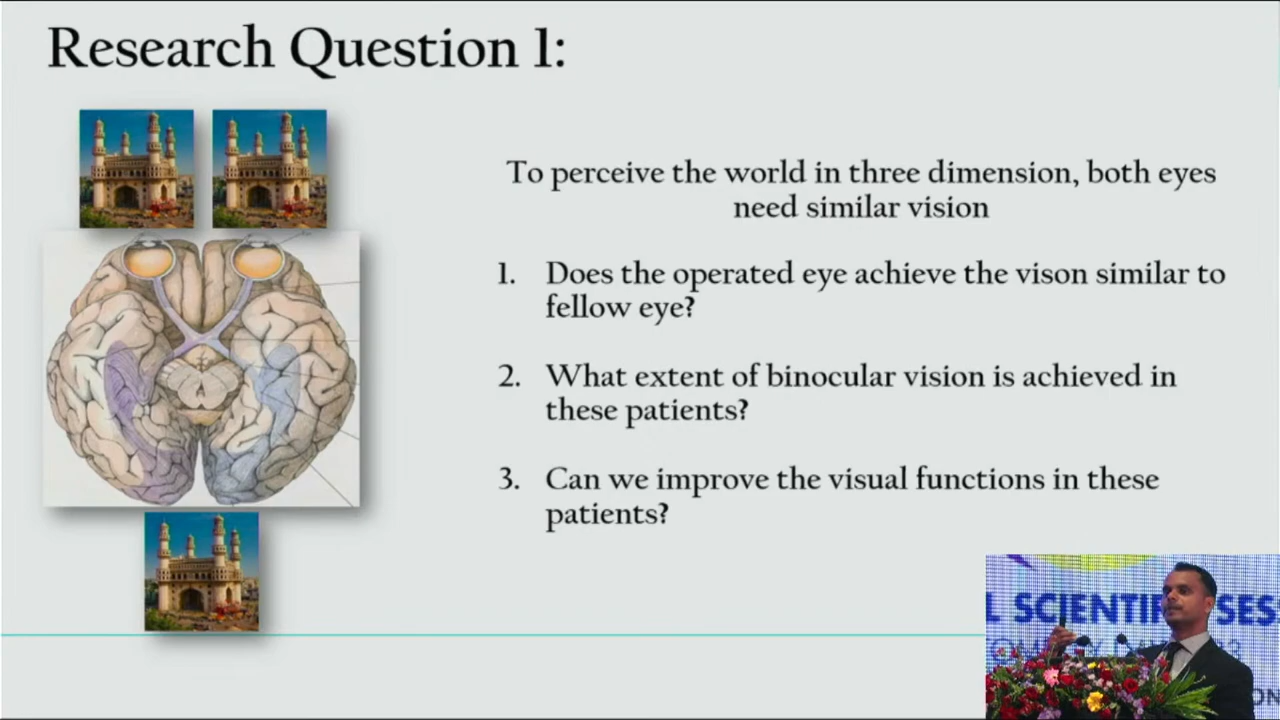 Research Question 1:
To perceive the world in three dimension, both eyes
need similar vision
1. Does the operated eye achieve the vison similar to
fellow eye?
2. What extent of binocular vision is achieved in
these patients?
3. Can we improve the visual functions in these
patients?
L SCIENTIF SES